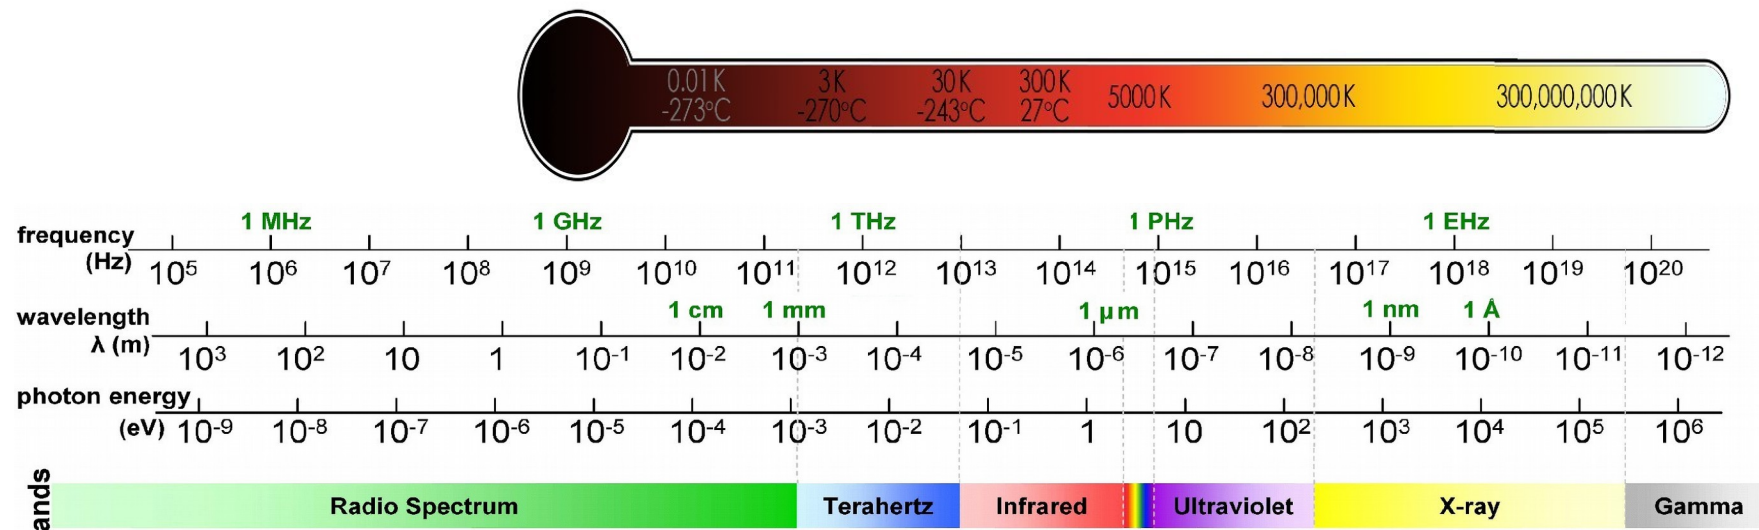 0.01 K 3 K 30 K 300 K 5000 K 300,000 K 300,000,000 K
-273°C -270°C -243°C 27°C
1 MHz 1 GHz 1 THz 1 PHz 1 EHz
frequency
(Hz) 10⁵ 10⁶ 10⁷ 10⁸ 10⁹ 10¹⁰ 10¹¹ 10¹² 10¹³ 10¹⁴ 10¹⁵ 10¹⁶ 10¹⁷ 10¹⁸ 10¹⁹ 10²⁰
1 cm 1 mm 1 µm 1 nm 1 Å
wavelength
λ (m) 10³ 10² 10 1 10⁻¹ 10⁻² 10⁻³ 10⁻⁴ 10⁻⁵ 10⁻⁶ 10⁻⁷ 10⁻⁸ 10⁻⁹ 10⁻¹⁰ 10⁻¹¹ 10⁻¹²
photon energy
(eV) 10⁻⁹ 10⁻⁸ 10⁻⁷ 10⁻⁶ 10⁻⁵ 10⁻⁴ 10⁻³ 10⁻² 10⁻¹ 1 10 10² 10³ 10⁴ 10⁵ 10⁶
ands
Radio Spectrum Terahertz Infrared Ultraviolet X-ray Gamma